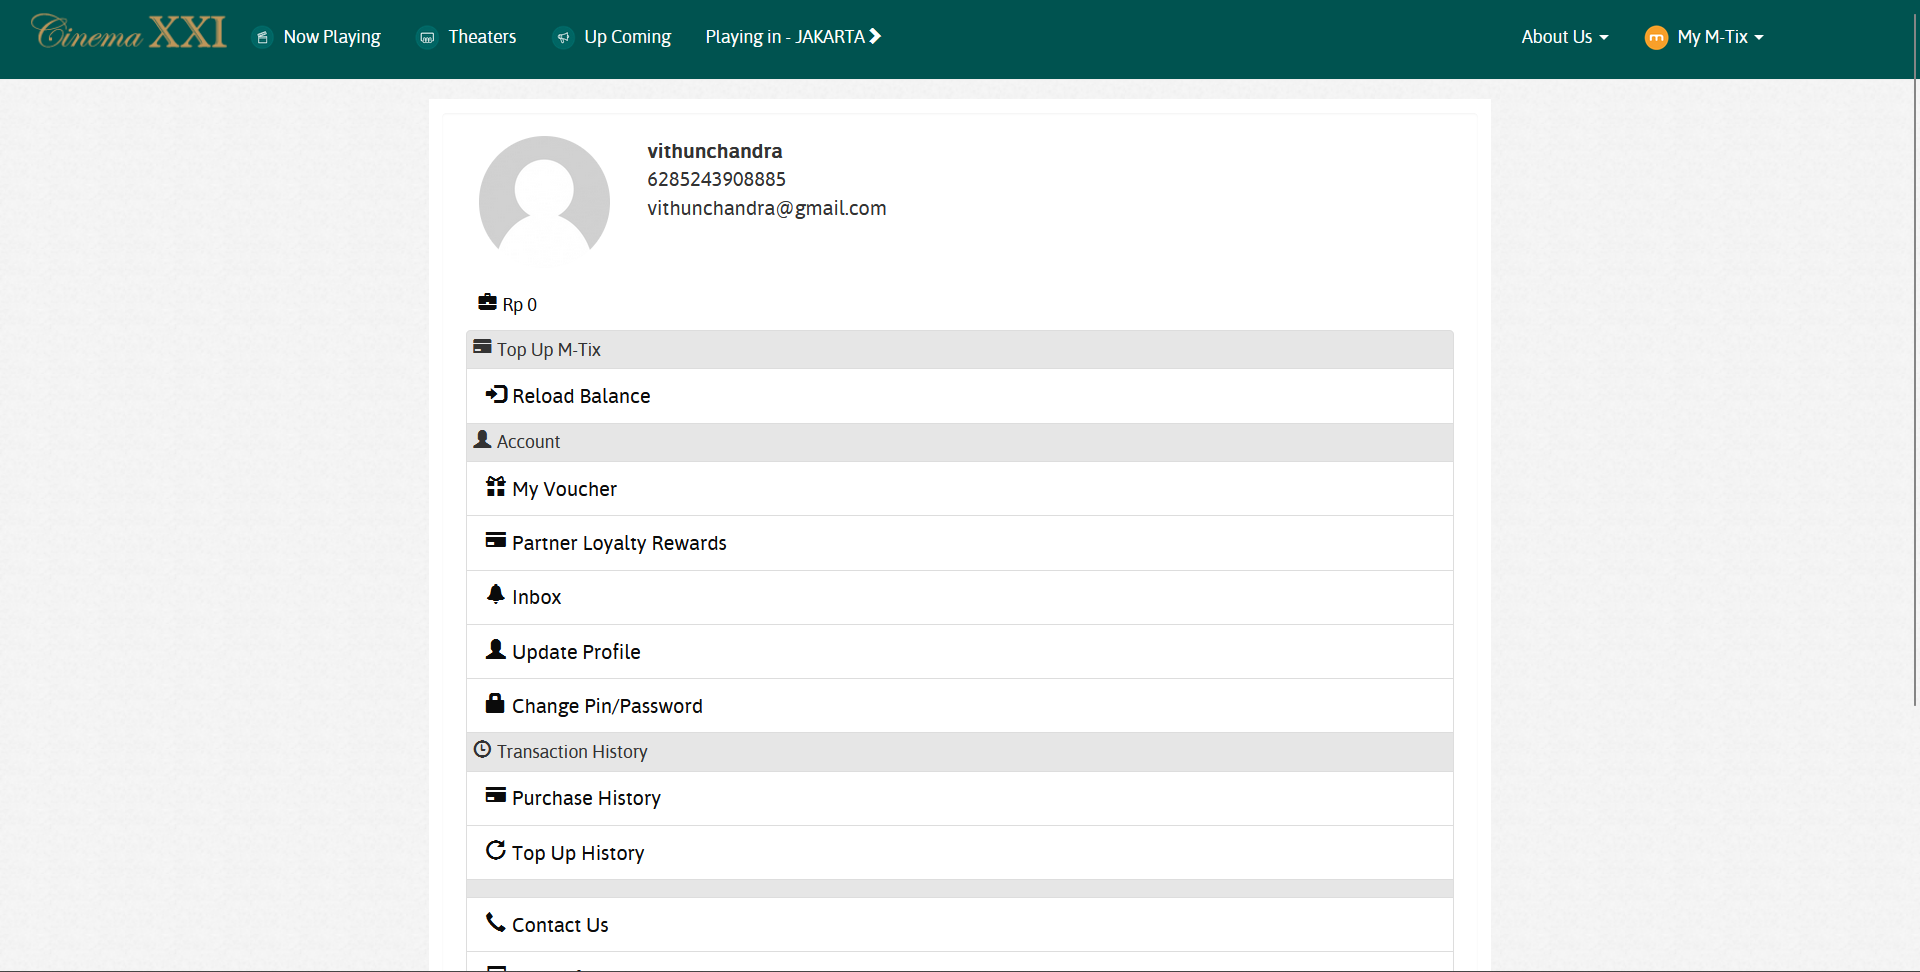 Cinema XXI Now Playing Theaters Up Coming Playing in - JAKARTA About Us m My M-Tix
vithunchandra
6285243908885
vithunchandra@gmail.com
Rp 0
Top Up M-Tix
Reload Balance
Account
My Voucher
Partner Loyalty Rewards
Inbox
Update Profile
Change Pin/Password
Transaction History
Purchase History
Top Up History
Contact Us